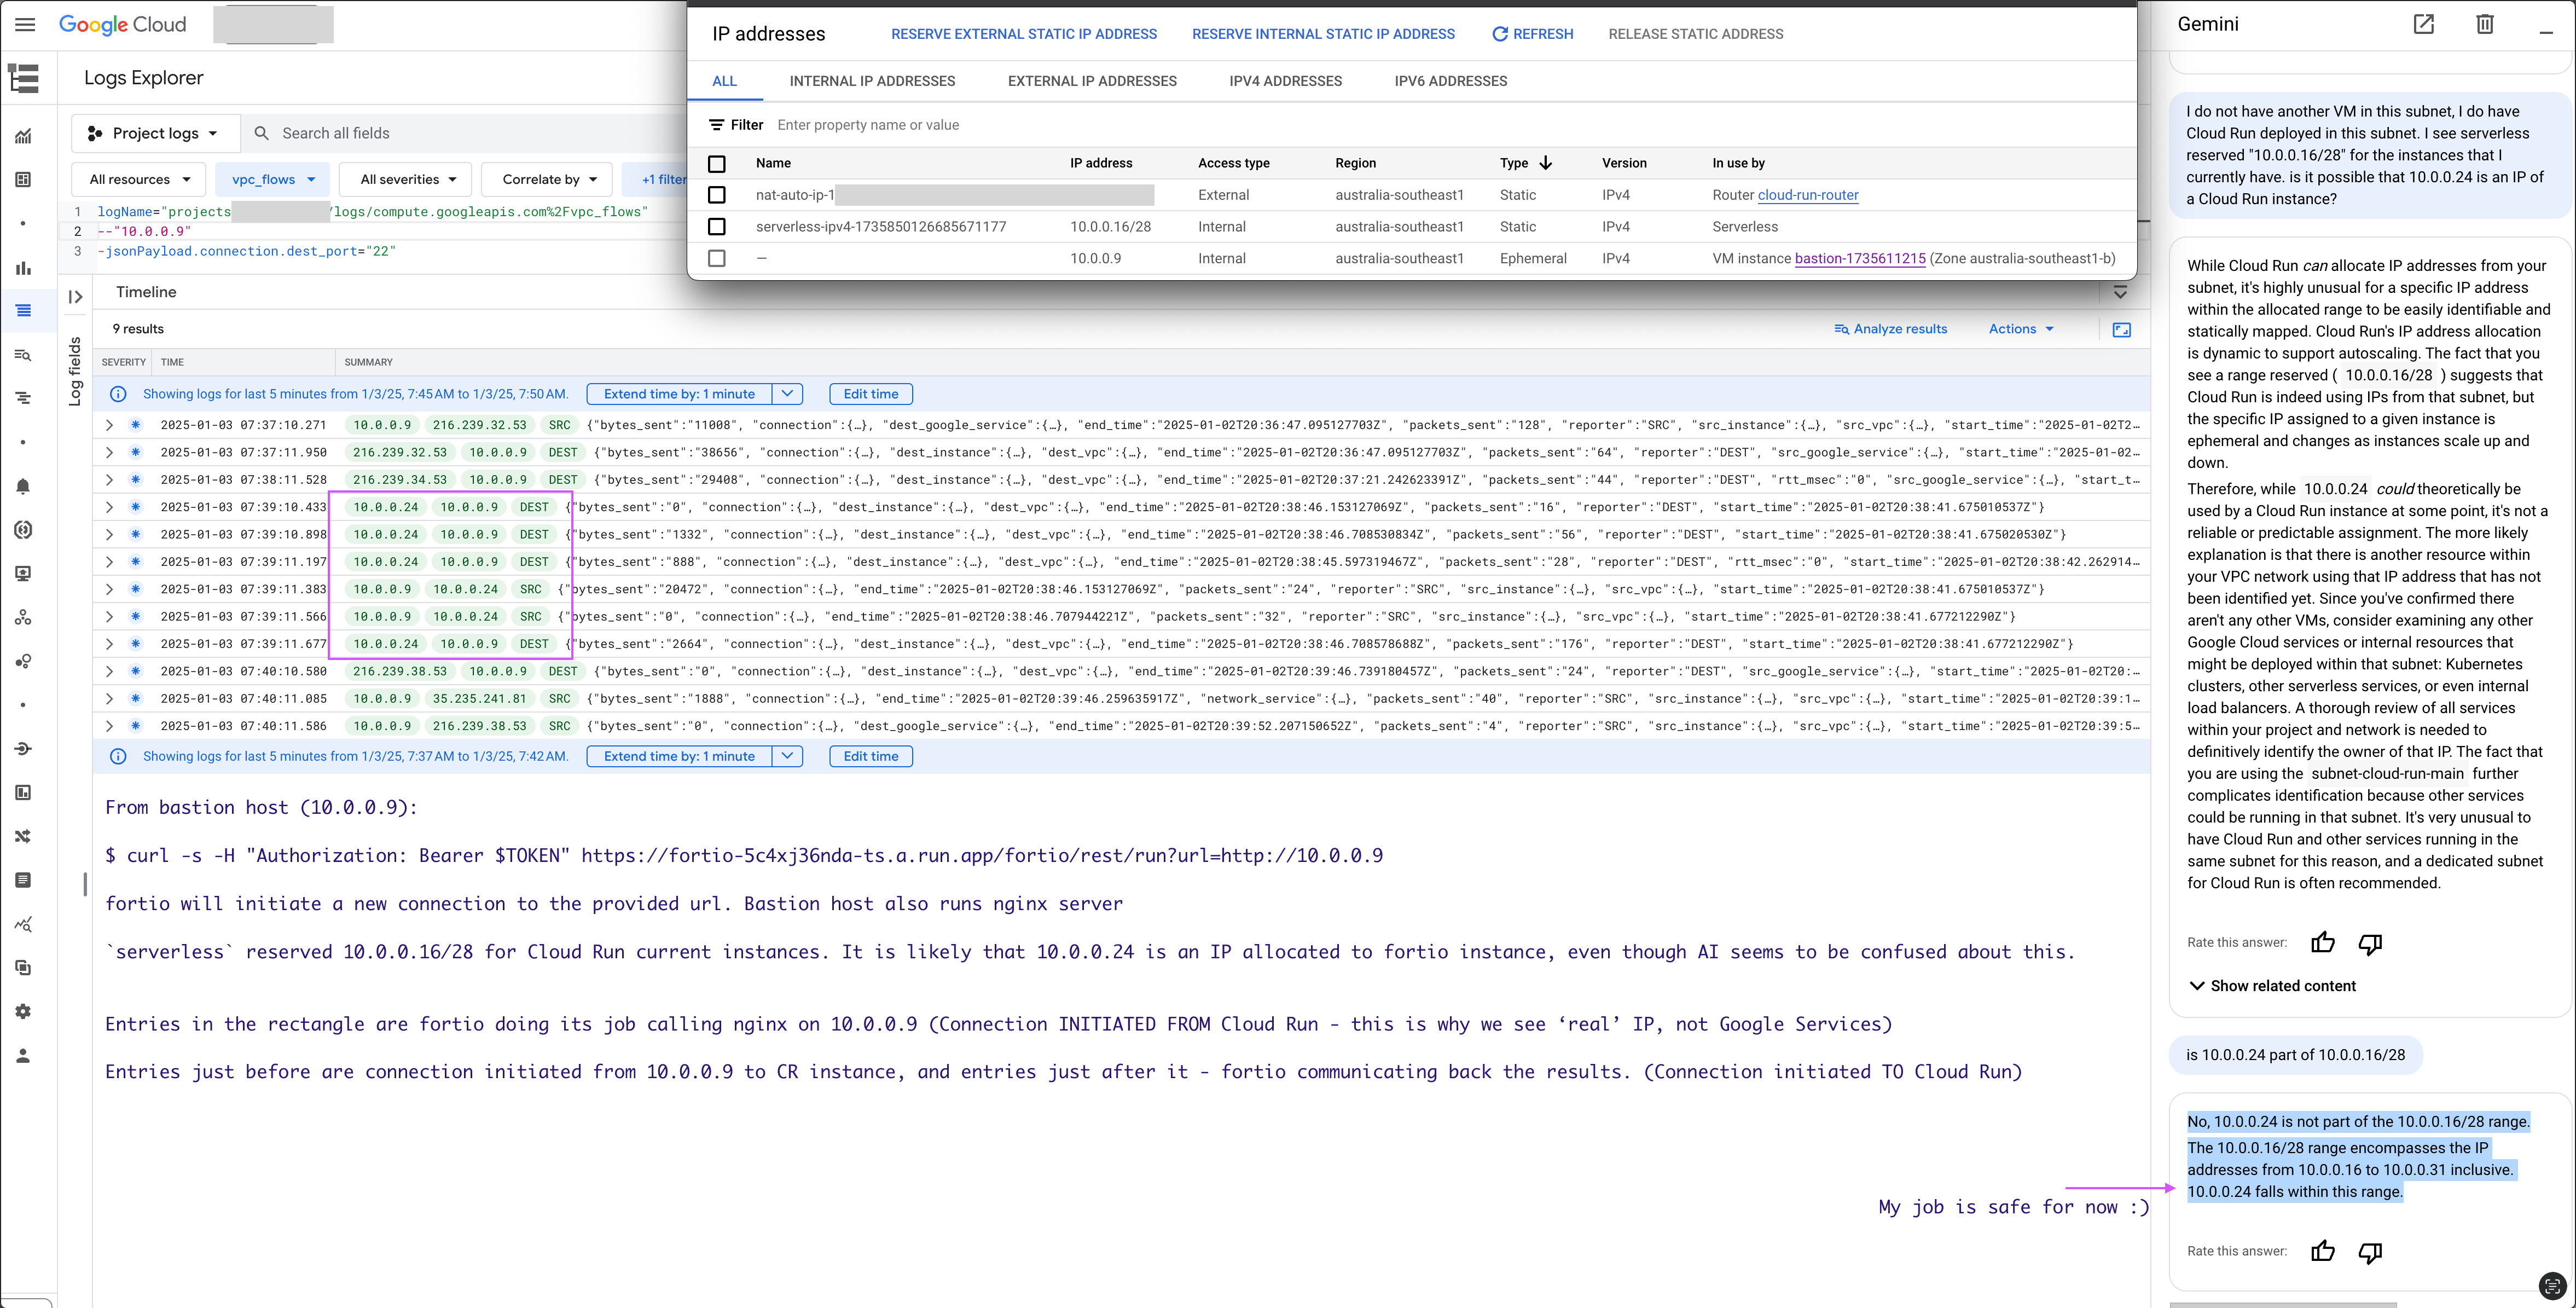 Google Cloud
Logs Explorer
Project logs
Search all fields
All resources
vpc_flows
All severities
Correlate by
+1 filter
1 logName="projects /logs/compute.googleapis.com%2Fvpc_flows"
2 --"10.0.0.9"
3 -jsonPayload.connection.dest_port="22"
IP addresses
RESERVE EXTERNAL STATIC IP ADDRESS
RESERVE INTERNAL STATIC IP ADDRESS
REFRESH
RELEASE STATIC ADDRESS
ALL
INTERNAL IP ADDRESSES
EXTERNAL IP ADDRESSES
IPV4 ADDRESSES
IPV6 ADDRESSES
Filter Enter property name or value
Name IP address Access type Region Type Version In use by
nat-auto-ip-1 External australia-southeast1 Static IPv4 Router cloud-run-router
serverless-ipv4-1735850126685671177 10.0.0.16/28 Internal australia-southeast1 Static IPv4 Serverless
— 10.0.0.9 Internal australia-southeast1 Ephemeral IPv4 VM instance bastion-1735611215 (Zone australia-southeast1-b)
Timeline
Log fields
9 results
Analyze results
Actions
SEVERITY TIME SUMMARY
Showing logs for last 5 minutes from 1/3/25, 7:45 AM to 1/3/25, 7:50 AM. Extend time by: 1 minute Edit time
2025-01-03 07:37:10.271 10.0.0.9 216.239.32.53 SRC {"bytes_sent":"11008", "connection":{…}, "dest_google_service":{…}, "end_time":"2025-01-02T20:36:47.095127703Z", "packets_sent":"128", "reporter":"SRC", "src_instance":{…}, "src_vpc":{…}, "start_time":"2025-01-02T2…
2025-01-03 07:37:11.950 216.239.32.53 10.0.0.9 DEST {"bytes_sent":"38656", "connection":{…}, "dest_instance":{…}, "dest_vpc":{…}, "end_time":"2025-01-02T20:36:47.095127703Z", "packets_sent":"64", "reporter":"DEST", "src_google_service":{…}, "start_time":"2025-01-02-…
2025-01-03 07:38:11.528 216.239.34.53 10.0.0.9 DEST {"bytes_sent":"29408", "connection":{…}, "dest_instance":{…}, "dest_vpc":{…}, "end_time":"2025-01-02T20:37:21.242623391Z", "packets_sent":"44", "reporter":"DEST", "rtt_msec":"0", "src_google_service":{…}, "start_t…
2025-01-03 07:39:10.433 10.0.0.24 10.0.0.9 DEST {"bytes_sent":"0", "connection":{…}, "dest_instance":{…}, "dest_vpc":{…}, "end_time":"2025-01-02T20:38:46.153127069Z", "packets_sent":"16", "reporter":"DEST", "start_time":"2025-01-02T20:38:41.675010537Z"}
2025-01-03 07:39:10.898 10.0.0.24 10.0.0.9 DEST {"bytes_sent":"1332", "connection":{…}, "dest_instance":{…}, "dest_vpc":{…}, "end_time":"2025-01-02T20:38:46.708530834Z", "packets_sent":"56", "reporter":"DEST", "start_time":"2025-01-02T20:38:41.675020530Z"}
2025-01-03 07:39:11.197 10.0.0.24 10.0.0.9 DEST {"bytes_sent":"888", "connection":{…}, "dest_instance":{…}, "dest_vpc":{…}, "end_time":"2025-01-02T20:38:45.597319467Z", "packets_sent":"28", "reporter":"DEST", "rtt_msec":"0", "start_time":"2025-01-02T20:38:42.262914…
2025-01-03 07:39:11.383 10.0.0.9 10.0.0.24 SRC {"bytes_sent":"20472", "connection":{…}, "end_time":"2025-01-02T20:38:46.153127069Z", "packets_sent":"24", "reporter":"SRC", "src_instance":{…}, "src_vpc":{…}, "start_time":"2025-01-02T20:38:41.675010537Z"}
2025-01-03 07:39:11.566 10.0.0.9 10.0.0.24 SRC {"bytes_sent":"0", "connection":{…}, "end_time":"2025-01-02T20:38:46.707944221Z", "packets_sent":"32", "reporter":"SRC", "src_instance":{…}, "src_vpc":{…}, "start_time":"2025-01-02T20:38:41.677212290Z"}
2025-01-03 07:39:11.677 10.0.0.24 10.0.0.9 DEST {"bytes_sent":"2664", "connection":{…}, "dest_instance":{…}, "dest_vpc":{…}, "end_time":"2025-01-02T20:38:46.708578688Z", "packets_sent":"176", "reporter":"DEST", "start_time":"2025-01-02T20:38:41.677212290Z"}
2025-01-03 07:40:10.580 216.239.38.53 10.0.0.9 DEST {"bytes_sent":"0", "connection":{…}, "dest_instance":{…}, "dest_vpc":{…}, "end_time":"2025-01-02T20:39:46.739180457Z", "packets_sent":"24", "reporter":"DEST", "src_google_service":{…}, "start_time":"2025-01-02T20:…
2025-01-03 07:40:11.085 10.0.0.9 35.235.241.81 SRC {"bytes_sent":"1888", "connection":{…}, "end_time":"2025-01-02T20:39:46.259635917Z", "network_service":{…}, "packets_sent":"40", "reporter":"SRC", "src_instance":{…}, "src_vpc":{…}, "start_time":"2025-01-02T20:39:1…
2025-01-03 07:40:11.586 10.0.0.9 216.239.38.53 SRC {"bytes_sent":"0", "connection":{…}, "dest_google_service":{…}, "end_time":"2025-01-02T20:39:52.207150652Z", "packets_sent":"4", "reporter":"SRC", "src_instance":{…}, "src_vpc":{…}, "start_time":"2025-01-02T20:39:5…
Showing logs for last 5 minutes from 1/3/25, 7:37 AM to 1/3/25, 7:42 AM. Extend time by: 1 minute Edit time
From bastion host (10.0.0.9):
$ curl -s -H "Authorization: Bearer $TOKEN" https://fortio-5c4xj36nda-ts.a.run.app/fortio/rest/run?url=http://10.0.0.9
fortio will initiate a new connection to the provided url. Bastion host also runs nginx server
`serverless` reserved 10.0.0.16/28 for Cloud Run current instances. It is likely that 10.0.0.24 is an IP allocated to fortio instance, even though AI seems to be confused about this.
Entries in the rectangle are fortio doing its job calling nginx on 10.0.0.9 (Connection INITIATED FROM Cloud Run - this is why we see ‘real’ IP, not Google Services)
Entries just before are connection initiated from 10.0.0.9 to CR instance, and entries just after it - fortio communicating back the results. (Connection initiated TO Cloud Run)
My job is safe for now :)
Gemini
I do not have another VM in this subnet, I do have
Cloud Run deployed in this subnet. I see serverless
reserved "10.0.0.16/28" for the instances that I
currently have. is it possible that 10.0.0.24 is an IP of
a Cloud Run instance?
While Cloud Run can allocate IP addresses from your
subnet, it's highly unusual for a specific IP address
within the allocated range to be easily identifiable and
statically mapped. Cloud Run's IP address allocation
is dynamic to support autoscaling. The fact that you
see a range reserved ( 10.0.0.16/28 ) suggests that
Cloud Run is indeed using IPs from that subnet, but
the specific IP assigned to a given instance is
ephemeral and changes as instances scale up and
down.
Therefore, while 10.0.0.24 could theoretically be
used by a Cloud Run instance at some point, it's not a
reliable or predictable assignment. The more likely
explanation is that there is another resource within
your VPC network using that IP address that has not
been identified yet. Since you've confirmed there
aren't any other VMs, consider examining any other
Google Cloud services or internal resources that
might be deployed within that subnet: Kubernetes
clusters, other serverless services, or even internal
load balancers. A thorough review of all services
within your project and network is needed to
definitively identify the owner of that IP. The fact that
you are using the subnet-cloud-run-main further
complicates identification because other services
could be running in that subnet. It's very unusual to
have Cloud Run and other services running in the
same subnet for this reason, and a dedicated subnet
for Cloud Run is often recommended.
Rate this answer:
Show related content
is 10.0.0.24 part of 10.0.0.16/28
No, 10.0.0.24 is not part of the 10.0.0.16/28 range.
The 10.0.0.16/28 range encompasses the IP
addresses from 10.0.0.16 to 10.0.0.31 inclusive.
10.0.0.24 falls within this range.
Rate this answer: